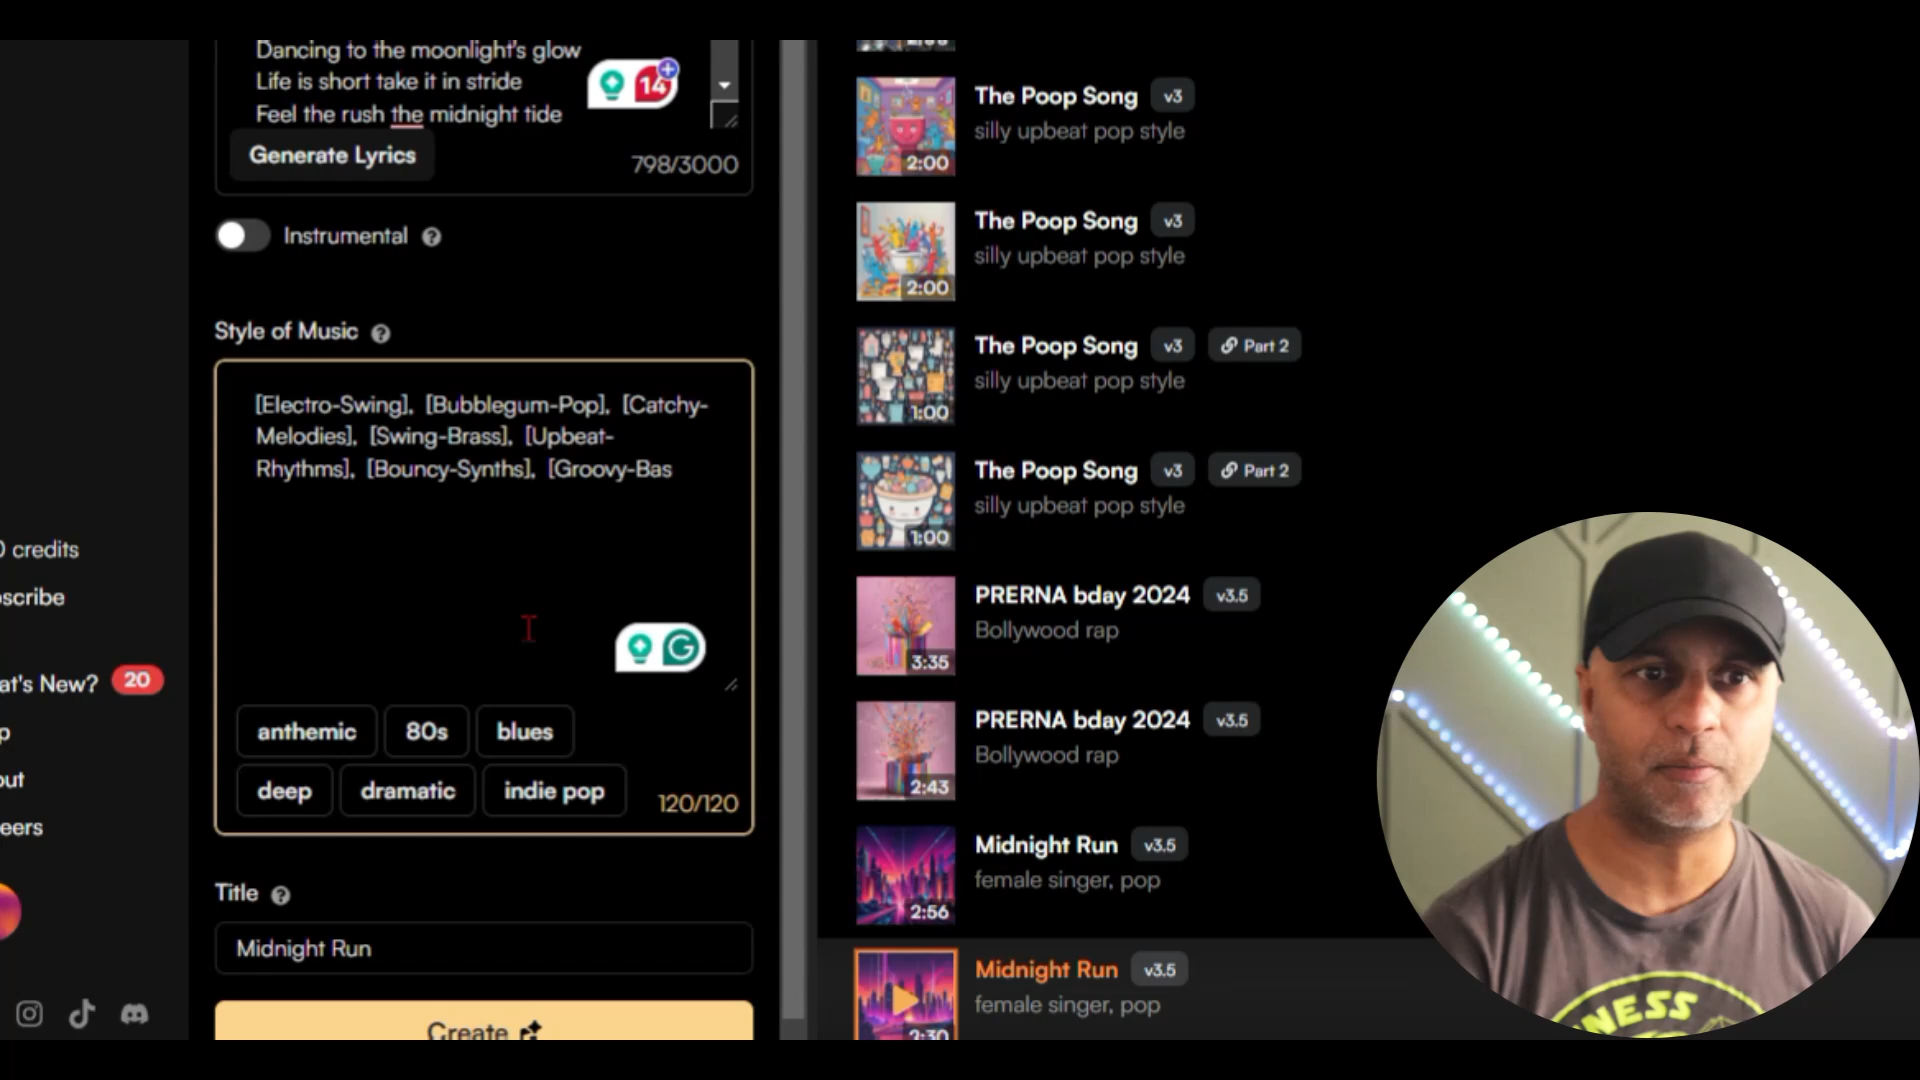 Dancing to the moonlight's glow
Life is short take it in stride
Feel the rush the midnight tide
14
Generate Lyrics
798/3000
Instrumental
Style of Music
[Electro-Swing], [Bubblegum-Pop], [Catchy-
Melodies], [Swing-Brass], [Upbeat-
Rhythms], [Bouncy-Synths], [Groovy-Bas
anthemic 80s blues
deep dramatic indie pop
120/120
Title
Midnight Run
Create
credits
scribe
at's New? 20
p
out
eers
The Poop Song v3
silly upbeat pop style
2:00
The Poop Song v3
silly upbeat pop style
2:00
The Poop Song v3 Part 2
silly upbeat pop style
1:00
The Poop Song v3 Part 2
silly upbeat pop style
1:00
PRERNA bday 2024 v3.5
Bollywood rap
3:35
PRERNA bday 2024 v3.5
Bollywood rap
2:43
Midnight Run v3.5
female singer, pop
2:56
Midnight Run v3.5
female singer, pop
2:30
NESS